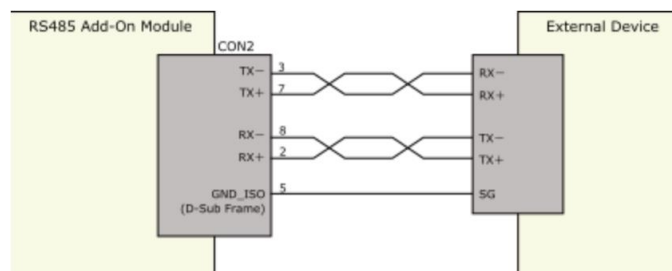 RS485 Add-On Module
External Device
CON2
TX− 3 RX−
TX+ 7 RX+
RX− 8 TX−
RX+ 2 TX+
GND_ISO 5 SG
(D-Sub Frame)